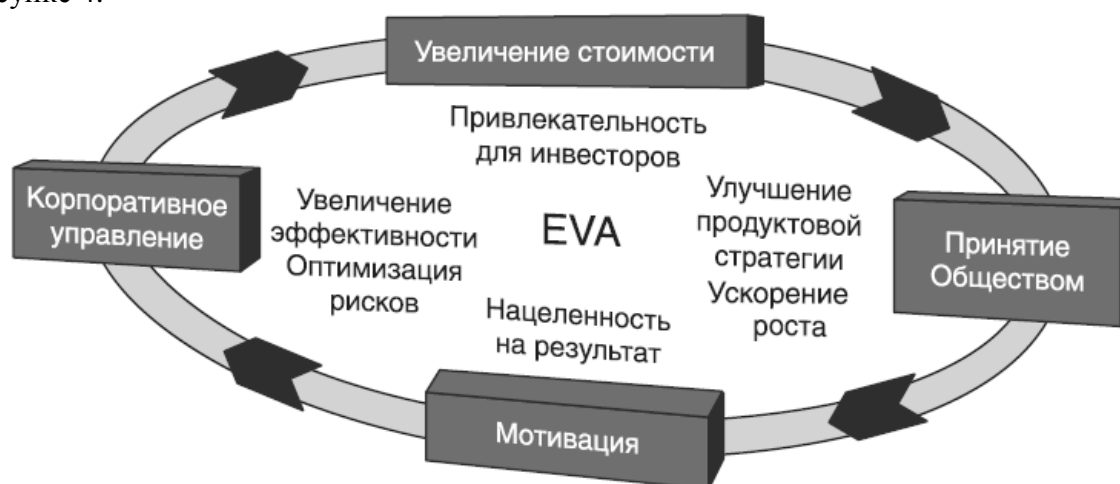 Увеличение стоимости
Привлекательность
для инвесторов
Корпоративное
управление
Увеличение
эффективности
Оптимизация
рисков
EVA
Улучшение
продуктовой
стратегии
Ускорение
роста
Принятие
Обществом
Нацеленность
на результат
Мотивация